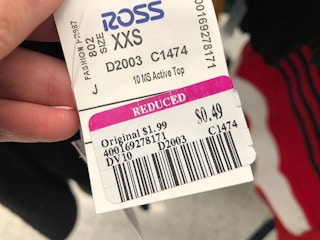 ROSS
FASHION P3987
802
SIZE
XXS
J
D2003 C1474
10 MS Active Top
400169278171
REDUCED
Original $1.99
$0.49
400169278171
DV10 D2003 C1474